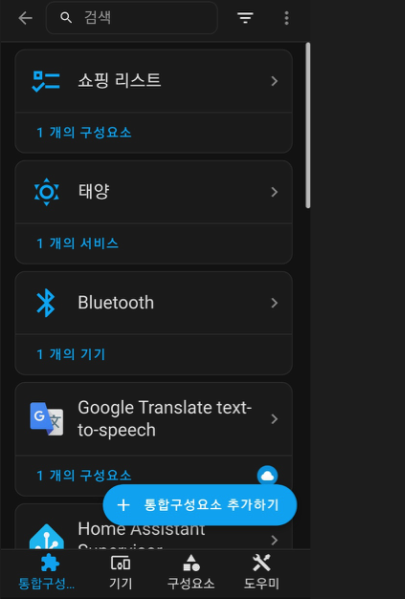 검색
쇼핑 리스트
1 개의 구성요소
태양
1 개의 서비스
Bluetooth
1 개의 기기
Google Translate text-
to-speech
1 개의 구성요소
통합구성요소 추가하기
Home Assistant
Supervisor
통합구성...
기기
구성요소
도우미